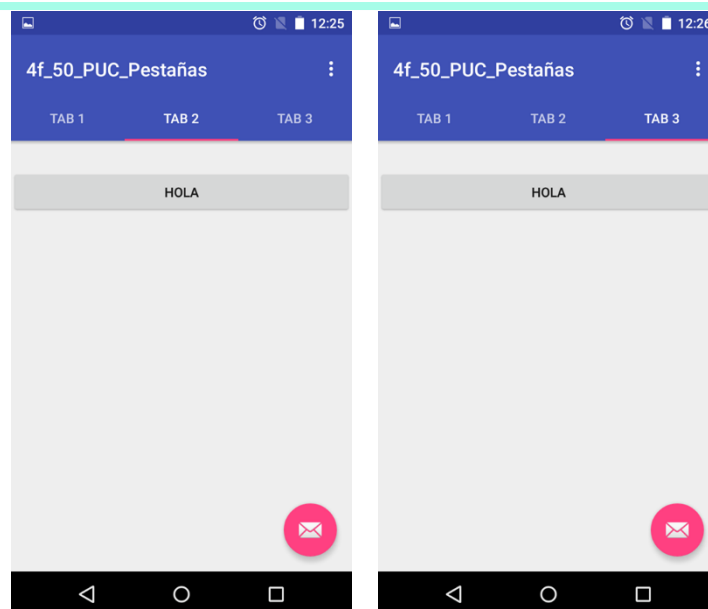 12:25
4f_50_PUC_Pestañas
TAB 1 TAB 2 TAB 3
HOLA
12:26
4f_50_PUC_Pestañas
TAB 1 TAB 2 TAB 3
HOLA